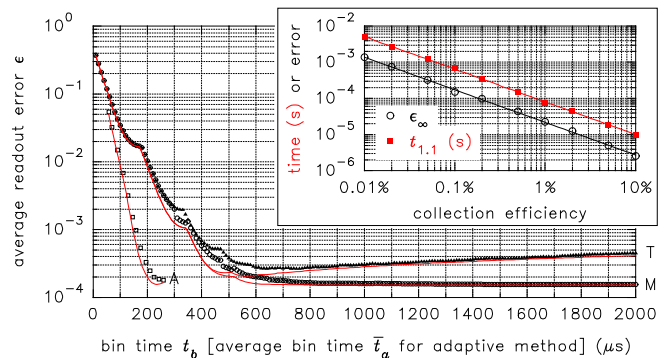 average readout error ϵ
10⁰
10⁻¹
10⁻²
10⁻³
10⁻⁴
0 200 400 600 800 1000 1200 1400 1600 1800 2000
bin time t_b [average bin time t̅_a for adaptive method] (μs)
A
T
M
time (s) or error
10⁻²
10⁻³
10⁻⁴
10⁻⁵
10⁻⁶
ϵ_∞
t_1.1 (s)
0.01% 0.1% 1% 10%
collection efficiency